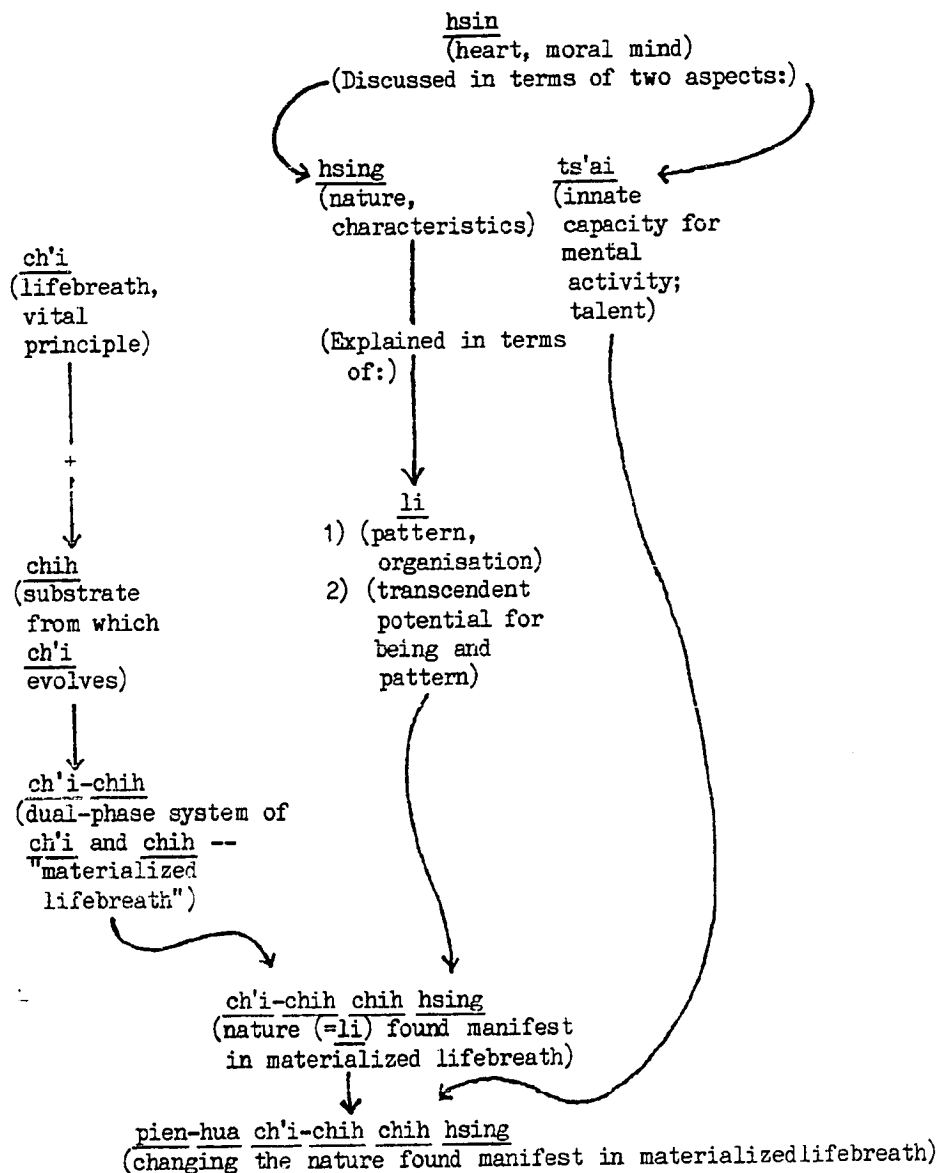 hsin
(heart, moral mind)
(Discussed in terms of two aspects:)
hsing
(nature,
characteristics)
ts'ai
(innate
capacity for
mental
activity;
talent)
ch'i
(lifebreath,
vital
principle)
(Explained in terms
of:)
+
li
1) (pattern,
organisation)
2) (transcendent
potential for
being and
pattern)
chih
(substrate
from which
ch'i
evolves)
ch'i-chih
(dual-phase system of
ch'i and chih --
"materialized
lifebreath")
ch'i-chih chih hsing
(nature (=li) found manifest
in materialized lifebreath)
pien-hua ch'i-chih chih hsing
(changing the nature found manifest in materializedlifebreath)